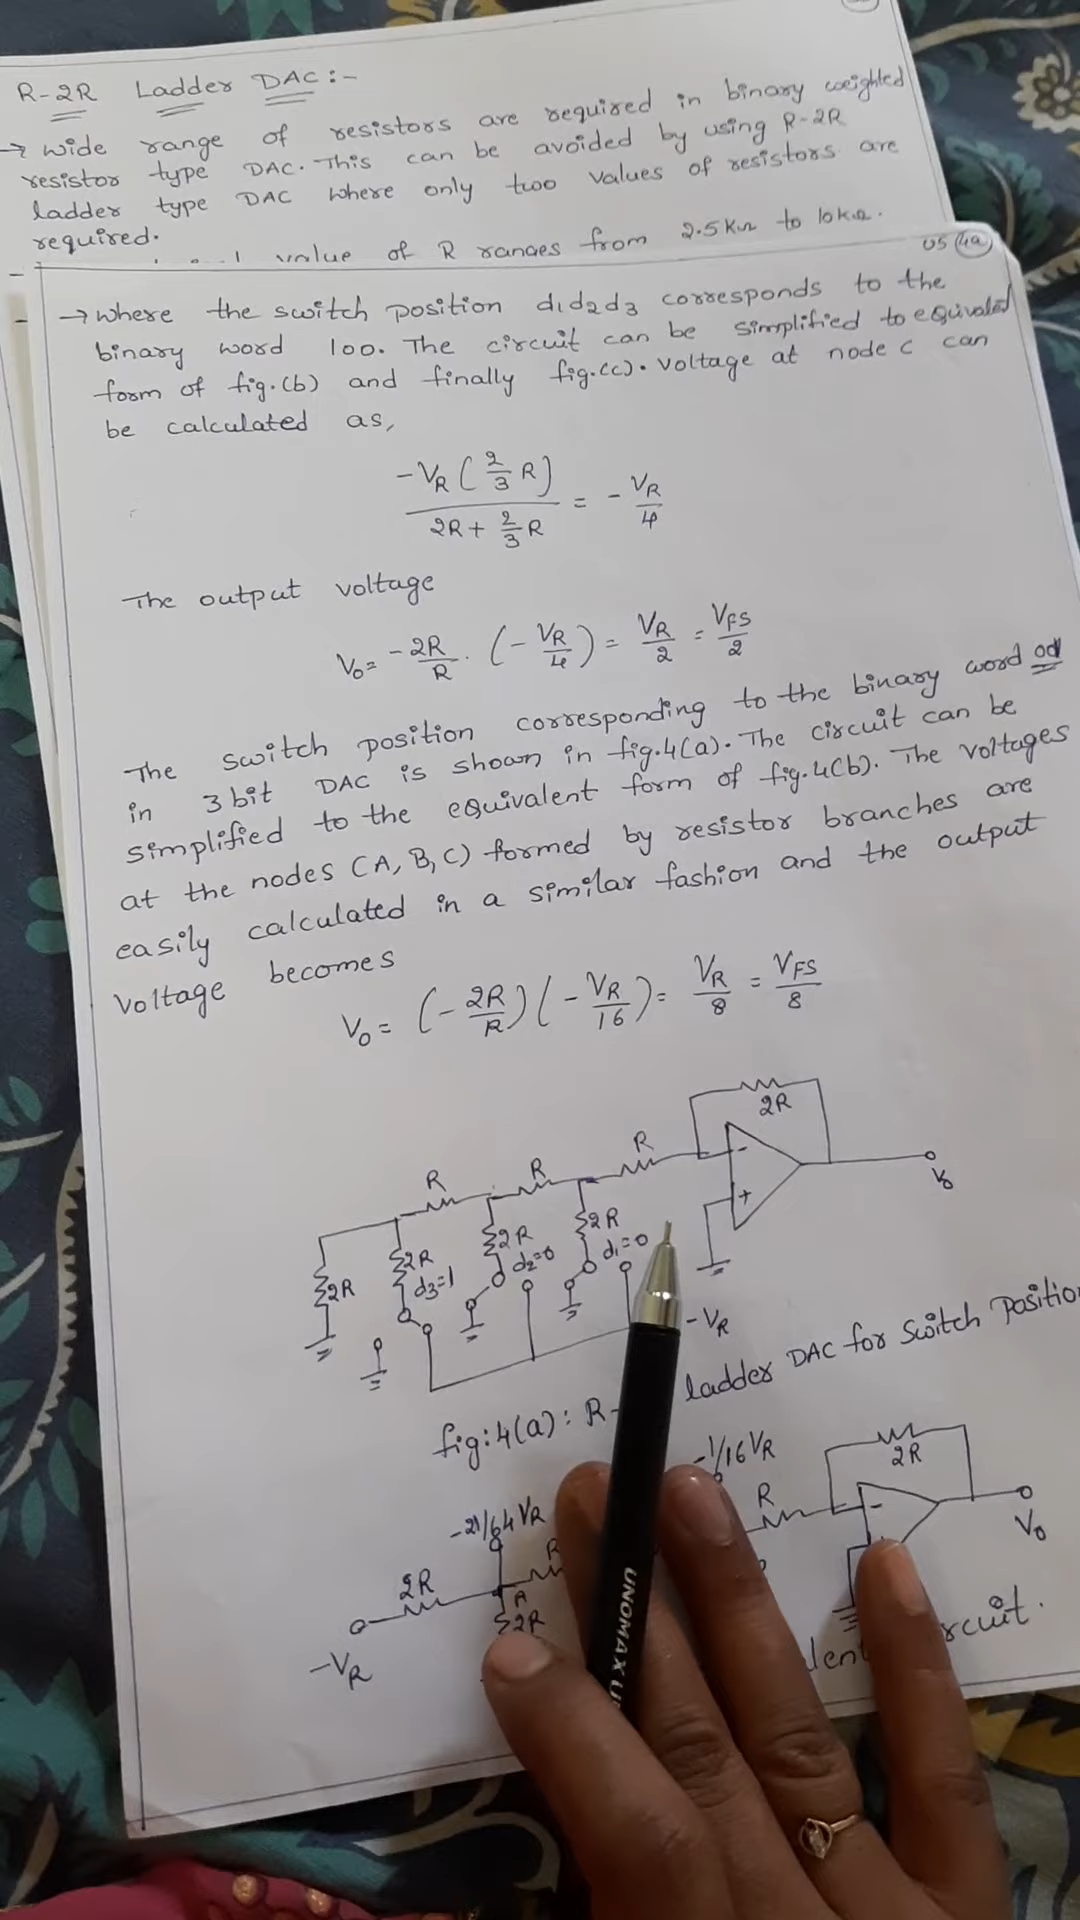 R-2R Ladder DAC:-
→ wide range of resistors are required in binary weighted
resistor type DAC. This can be avoided by using R-2R
ladder type DAC where only two values of resistors are
required.
value of R ranges from 2.5KΩ to 10KΩ.
U5 4a
→ where the switch position d1d2d3 corresponds to the
binary word 100. The circuit can be simplified to equivaled
form of fig.(b) and finally fig.(c). voltage at node c can
be calculated as,
-VR (2/3 R) / 2R + 2/3 R = - VR/4
The output voltage
Vo = -2R/R . (- VR/4) = VR/2 = VFS/2
The switch position corresponding to the binary word 001
in 3 bit DAC is shown in fig.4(a). The circuit can be
simplified to the equivalent form of fig.4(b). The voltages
at the nodes (A, B, C) formed by resistor branches are
easily calculated in a similar fashion and the output
voltage becomes
Vo = (- 2R/R) (- VR/16) = VR/8 = VFS/8
2R
R R R
- +
Vo
2R 2R 2R 2R
d3=1 d2=0 d1=0
-VR
fig:4(a): R- ladder DAC for switch position
-21/64 VR -1/16 VR
2R
2R R R
- Vo
A
2R
-VR
UNOMAX